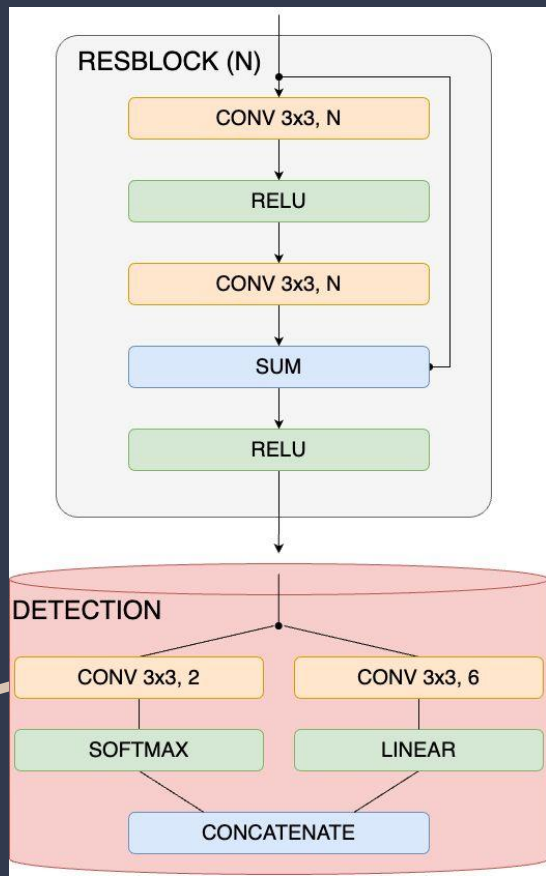 RESBLOCK (N)
CONV 3x3, N
RELU
CONV 3x3, N
SUM
RELU
DETECTION
CONV 3x3, 2
CONV 3x3, 6
SOFTMAX
LINEAR
CONCATENATE